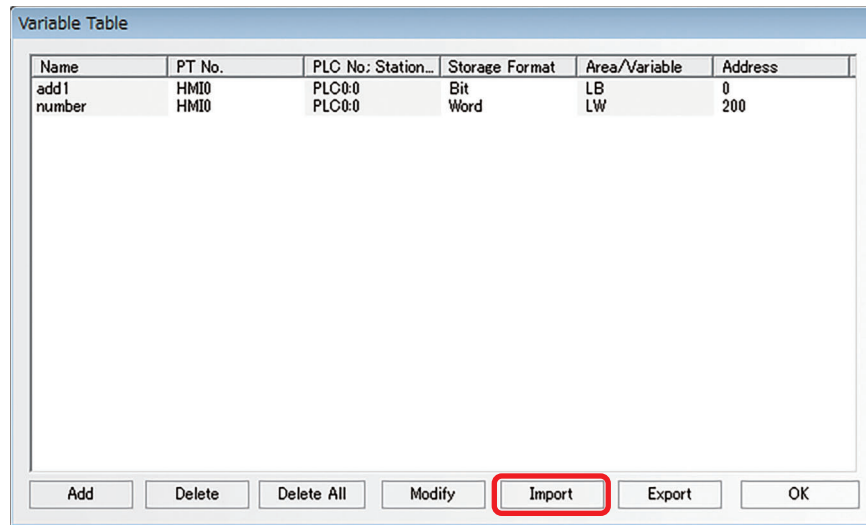 Variable Table
Name PT No. PLC No; Station... Storage Format Area/Variable Address
add1 HMI0 PLC0:0 Bit LB 0
number HMI0 PLC0:0 Word LW 200
Add Delete Delete All Modify Import Export OK